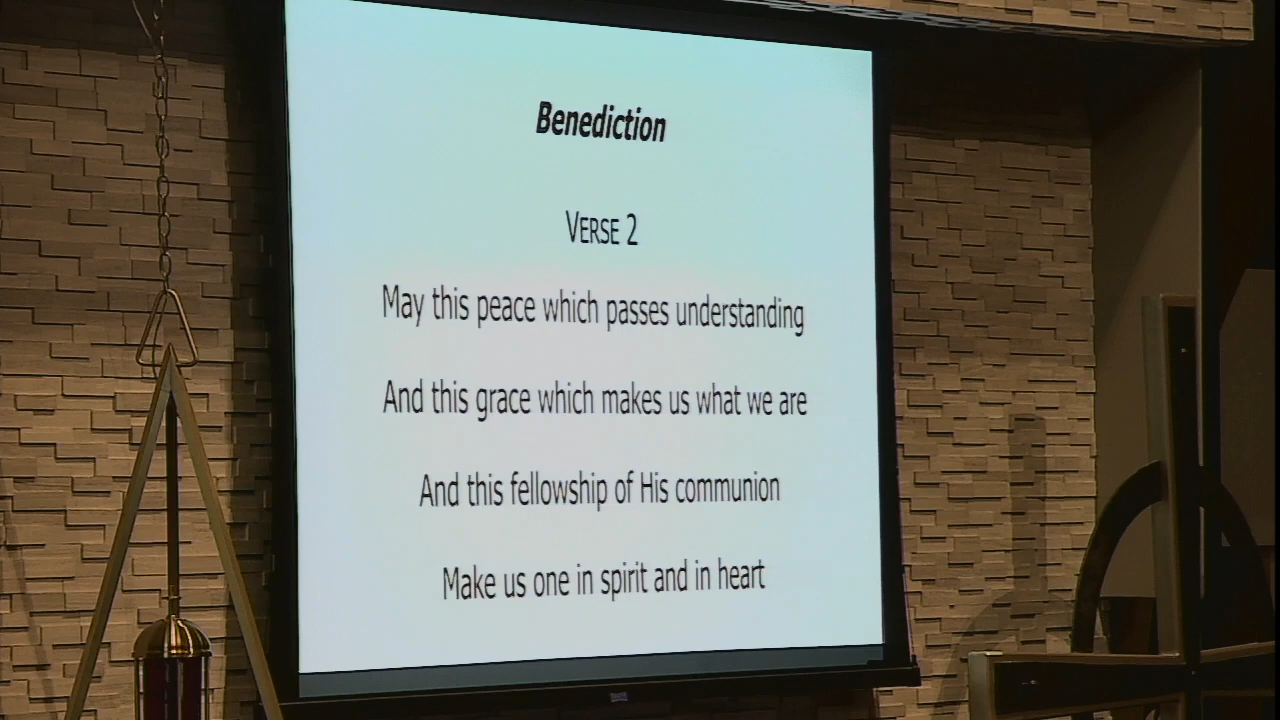 Benediction
VERSE 2
May this peace which passes understanding
And this grace which makes us what we are
And this fellowship of His communion
Make us one in spirit and in heart